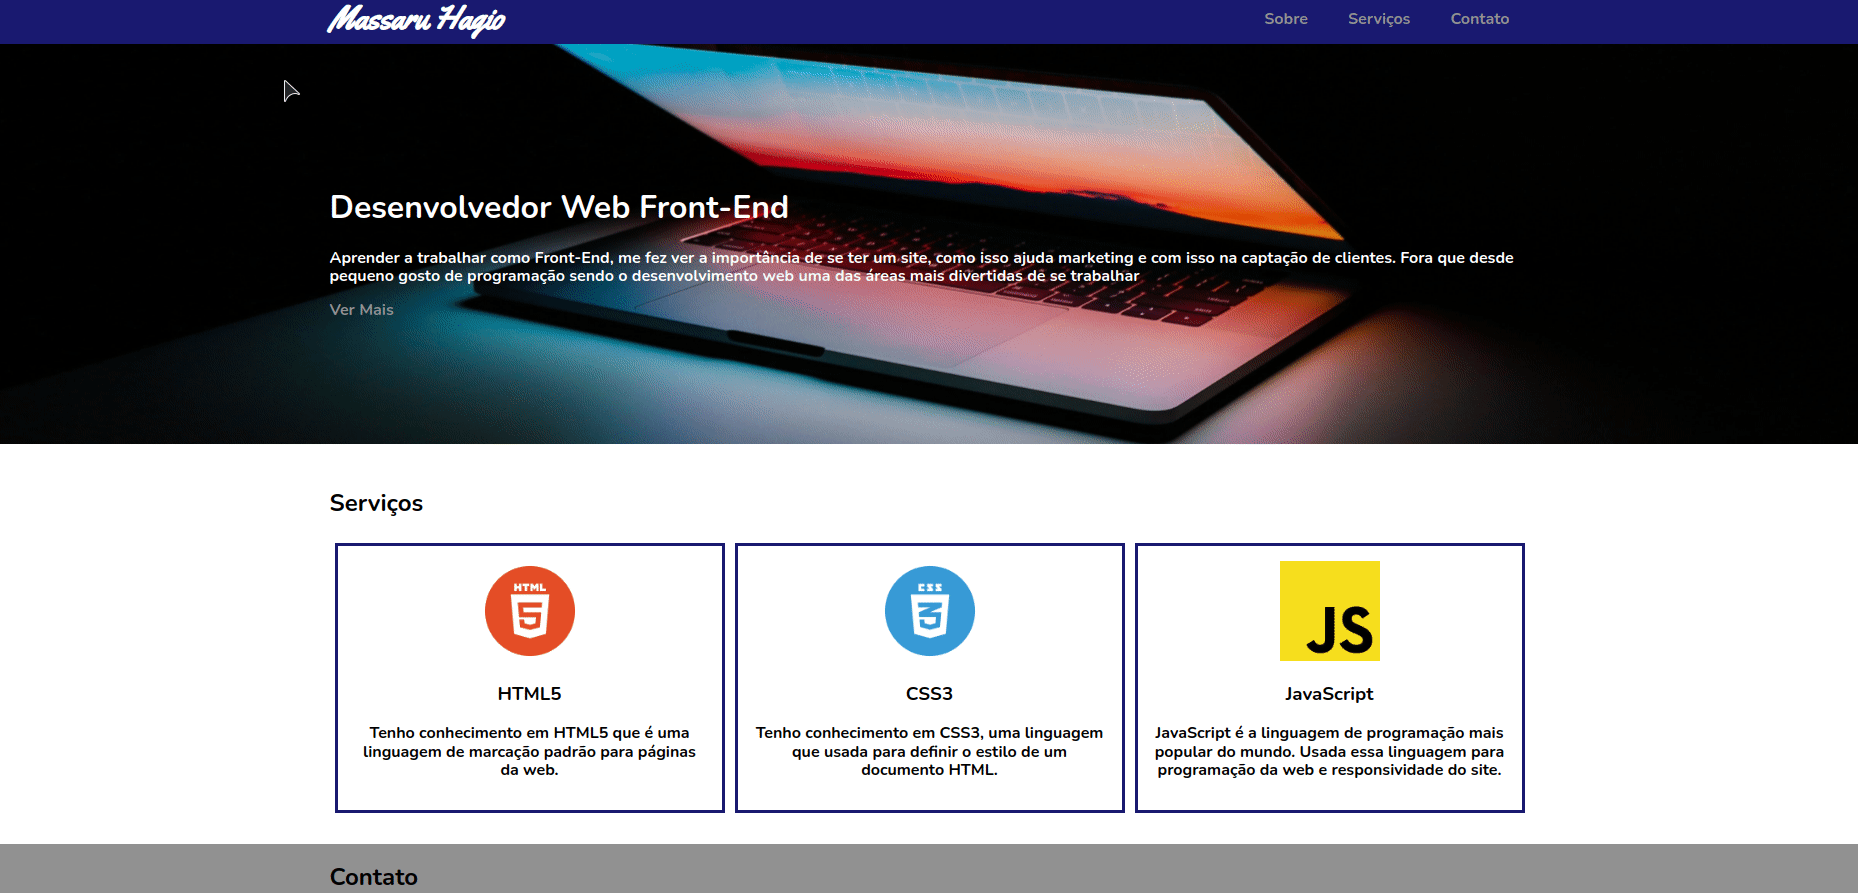 Massaru Hagio
Sobre Serviços Contato
Desenvolvedor Web Front-End
Aprender a trabalhar como Front-End, me fez ver a importância de se ter um site, como isso ajuda marketing e com isso na captação de clientes. Fora que desde
pequeno gosto de programação sendo o desenvolvimento web uma das áreas mais divertidas de se trabalhar
Ver Mais
Serviços
HTML
5
HTML5
Tenho conhecimento em HTML5 que é uma
linguagem de marcação padrão para páginas
da web.
CSS
3
CSS3
Tenho conhecimento em CSS3, uma linguagem
que usada para definir o estilo de um
documento HTML.
JS
JavaScript
JavaScript é a linguagem de programação mais
popular do mundo. Usada essa linguagem para
programação da web e responsividade do site.
Contato